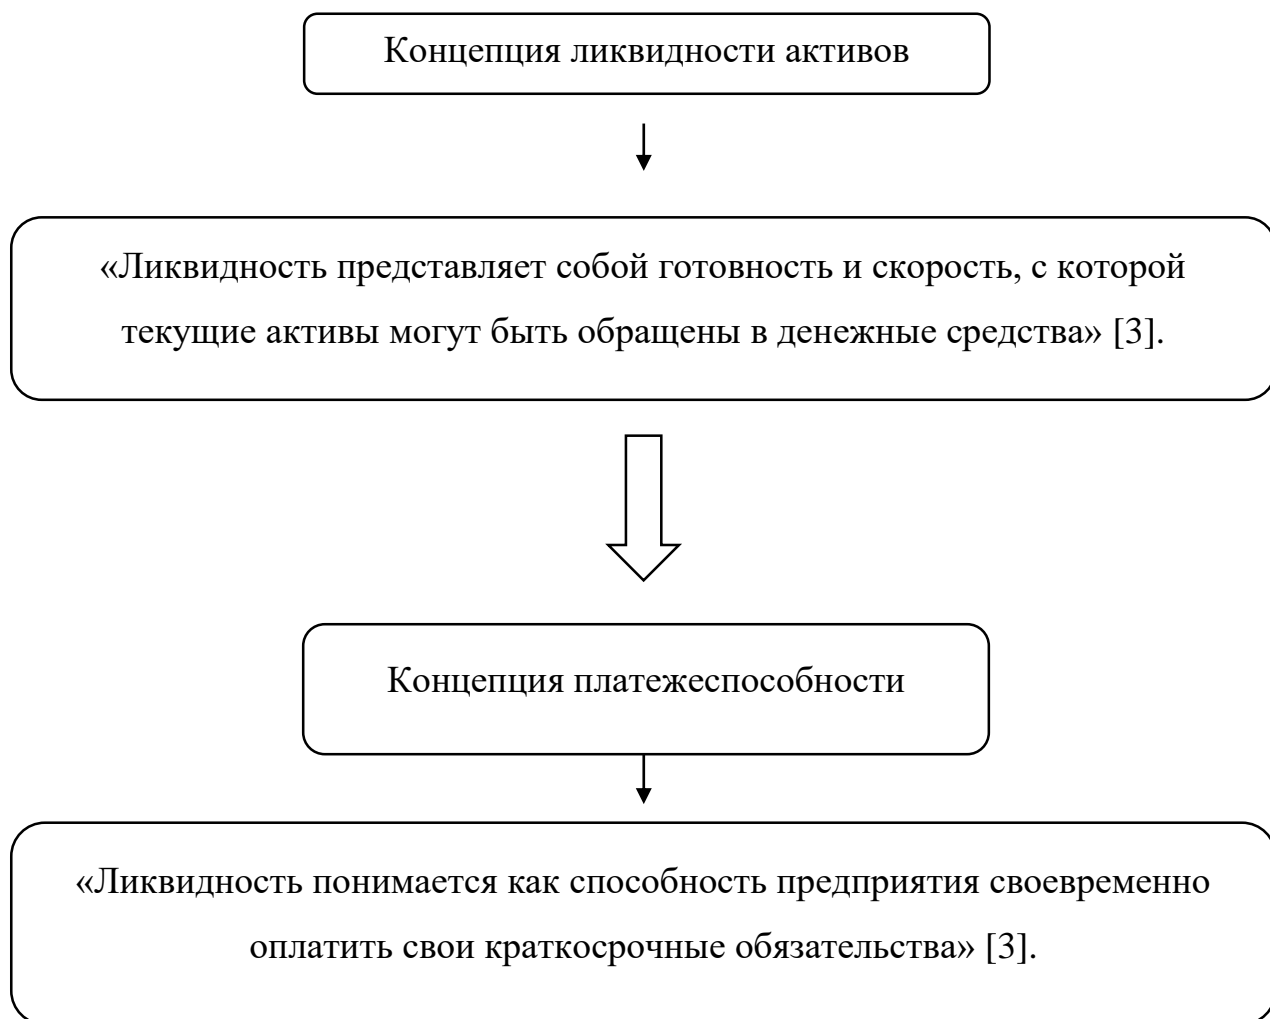 Концепция ликвидности активов
«Ликвидность представляет собой готовность и скорость, с которой
текущие активы могут быть обращены в денежные средства» [3].
Концепция платежеспособности
«Ликвидность понимается как способность предприятия своевременно
оплатить свои краткосрочные обязательства» [3].